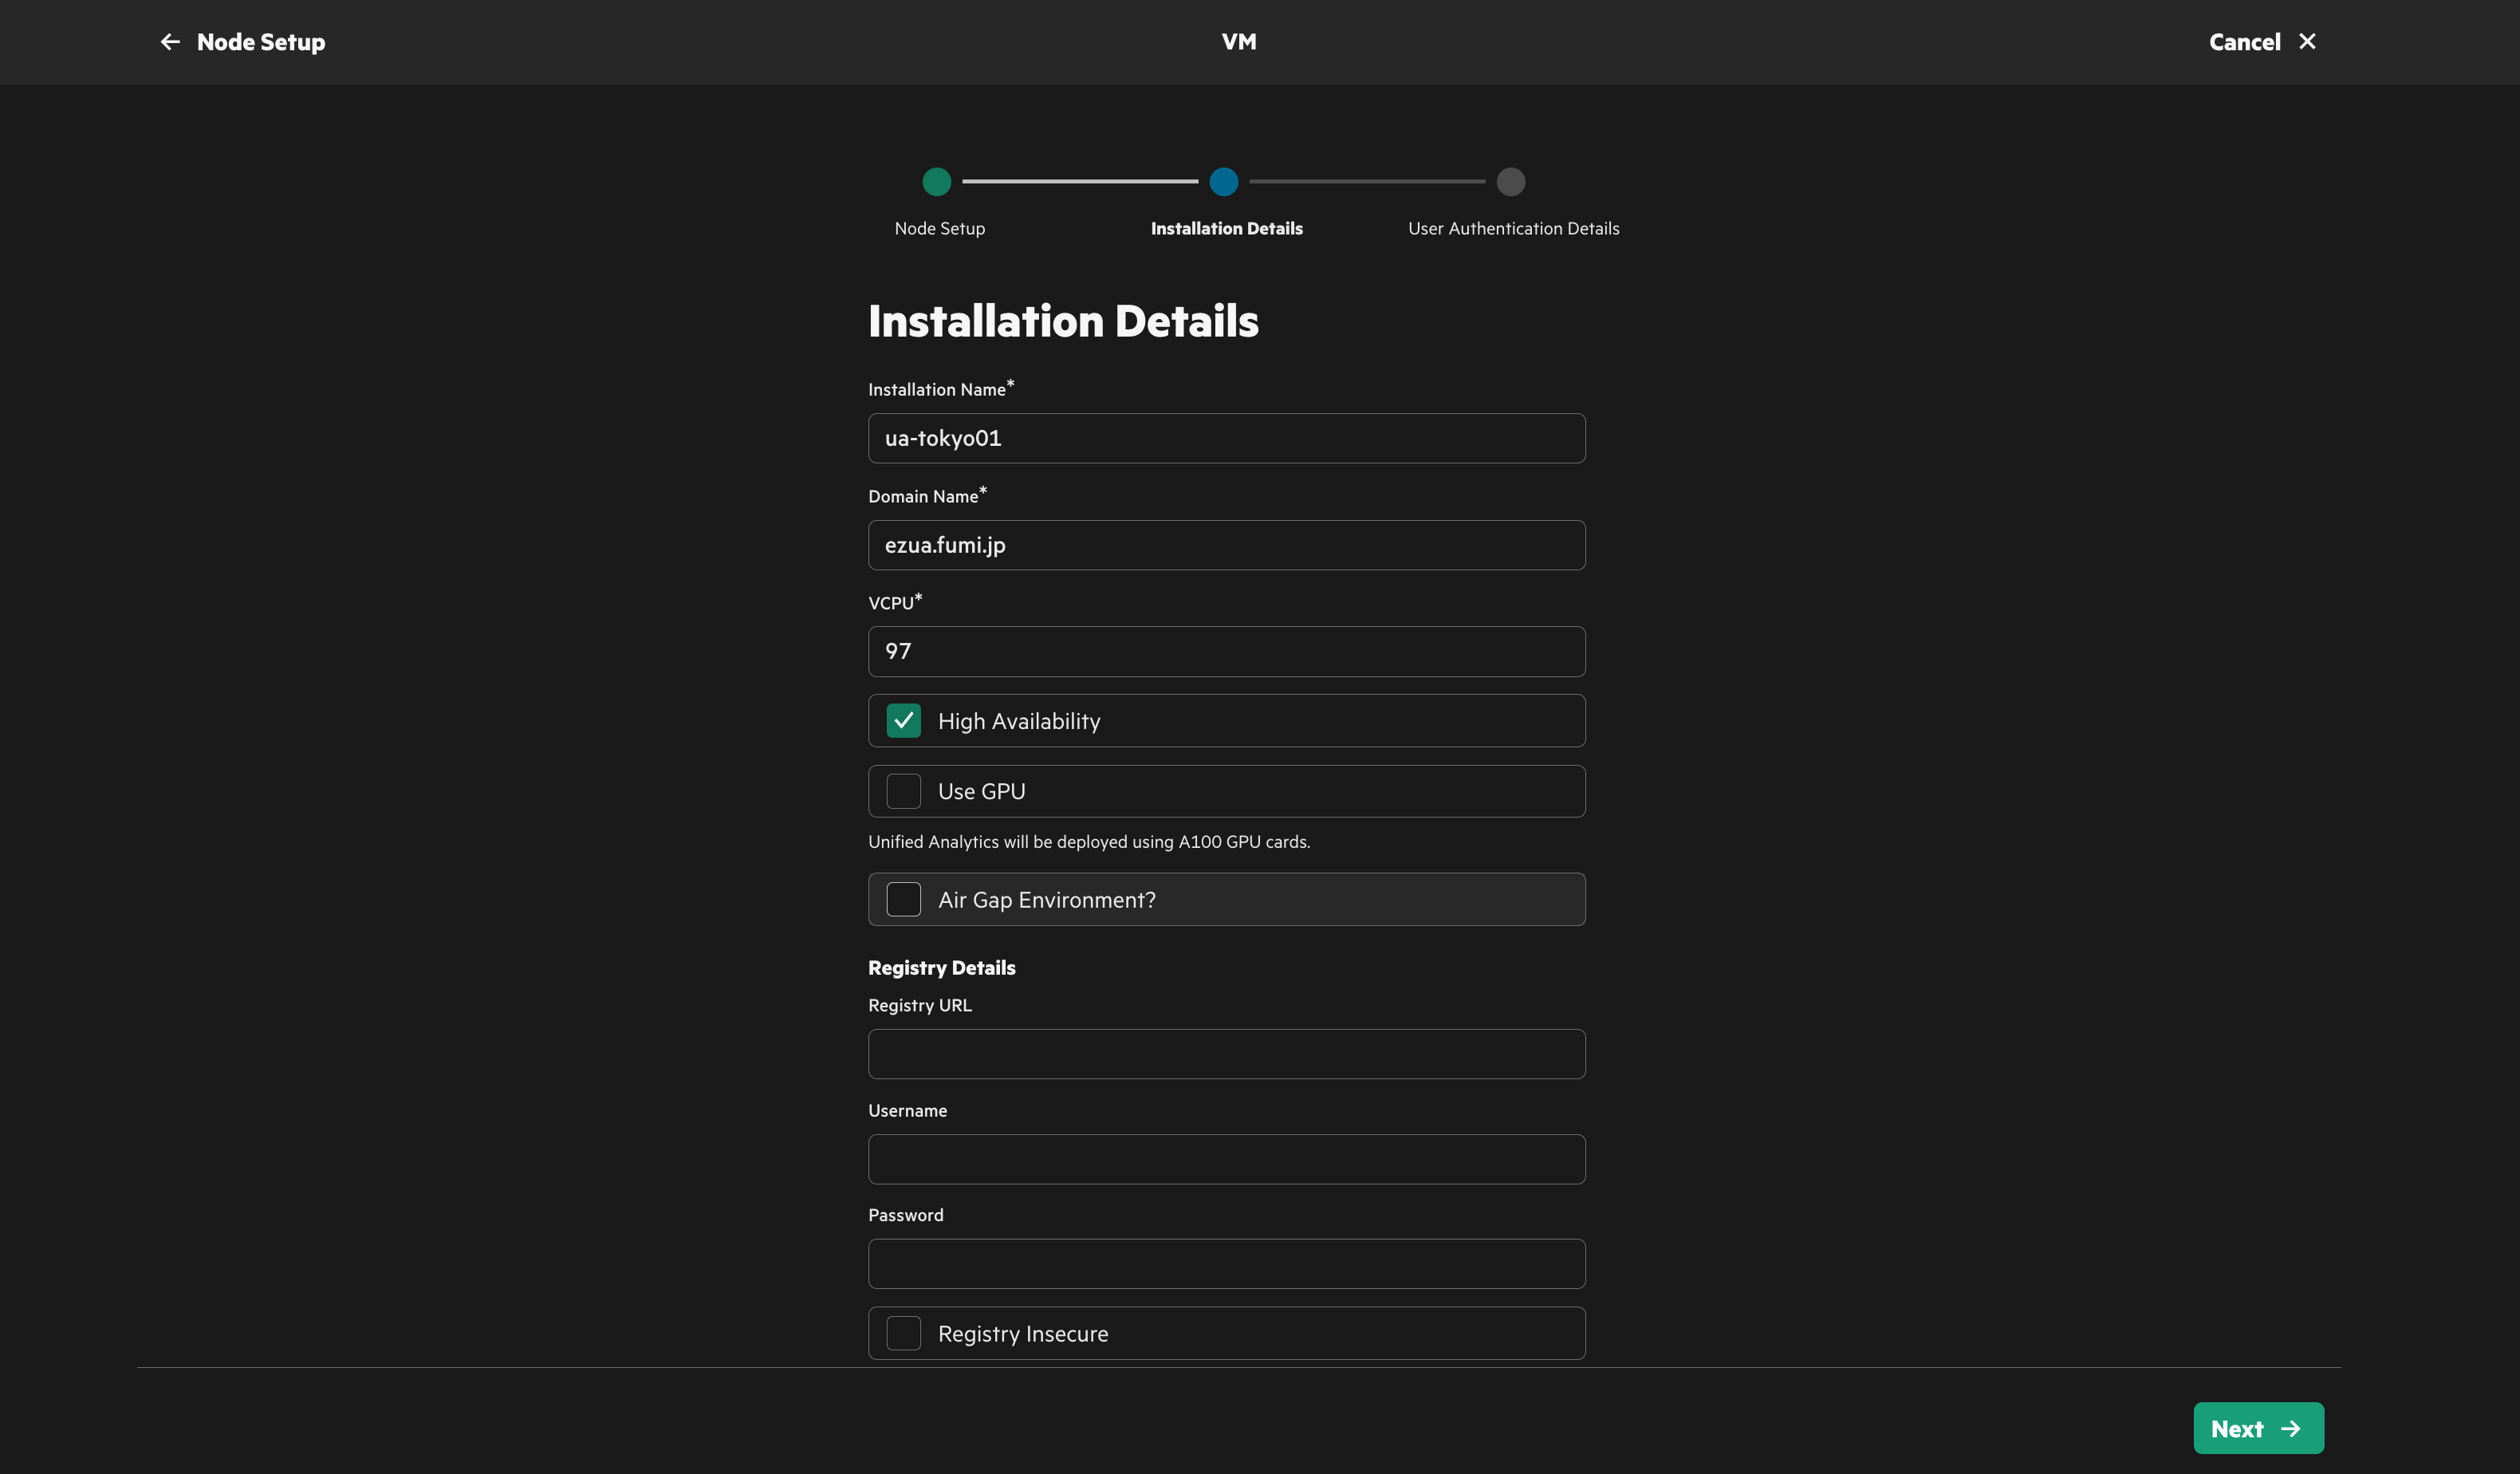 Node Setup
VM
Cancel
Node Setup
Installation Details
User Authentication Details
Installation Details
Installation Name*
ua-tokyo01
Domain Name*
ezua.fumi.jp
VCPU*
97
High Availability
Use GPU
Unified Analytics will be deployed using A100 GPU cards.
Air Gap Environment?
Registry Details
Registry URL
Username
Password
Registry Insecure
Next